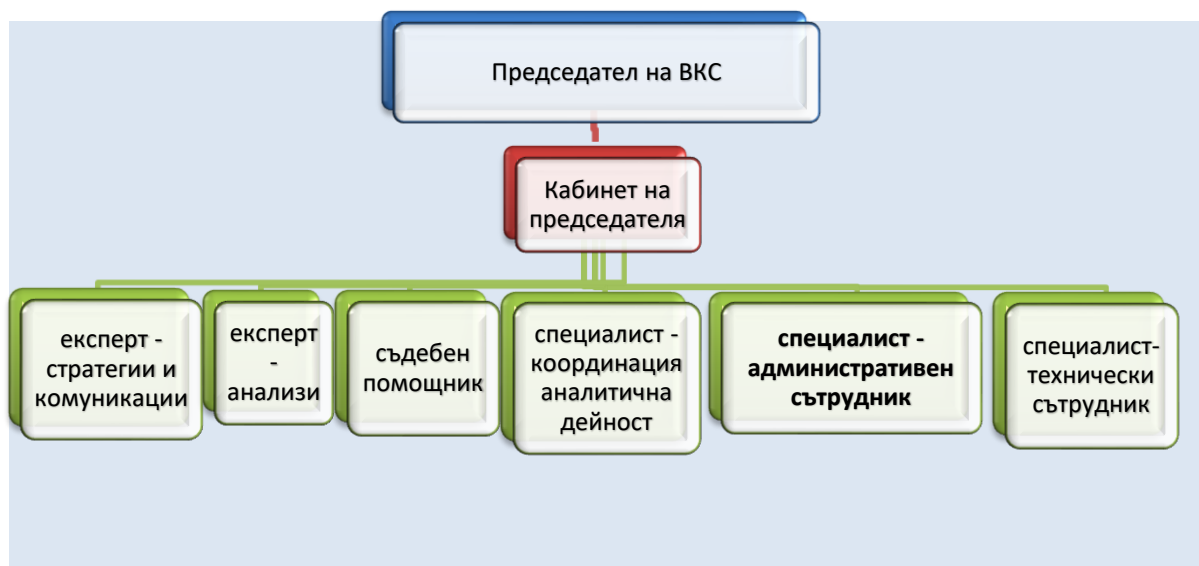 Председател на ВКС
Кабинет на
председателя
експерт -
стратегии и
комуникации
експерт
-
анализи
съдебен
помощник
специалист -
координация
аналитична
дейност
специалист -
административен
сътрудник
специалист-
технически
сътрудник